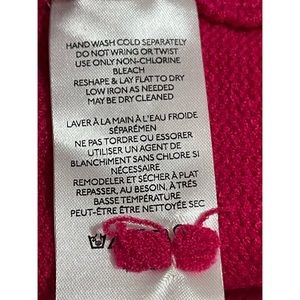 HAND WASH COLD SEPARATELY
DO NOT WRING OR TWIST
USE ONLY NON-CHLORINE
BLEACH
RESHAPE & LAY FLAT TO DRY
LOW IRON AS NEEDED
MAY BE DRY CLEANED
LAVER À LA MAIN À L'EAU FROIDE
SÉPARÉMEN
NE PAS TORDRE OU ESSORER
UTILISER UN AGENT DE
BLANCHIMENT SANS CHLORE SI
NÉCESSAIRE
REMODELER ET SÉCHER À PLAT
REPASSER, AU BESOIN, À TRÉS
BASSE TEMPÉRATURE
PEUT-ÊTRE ÊTRE NETTOYÉ SEC